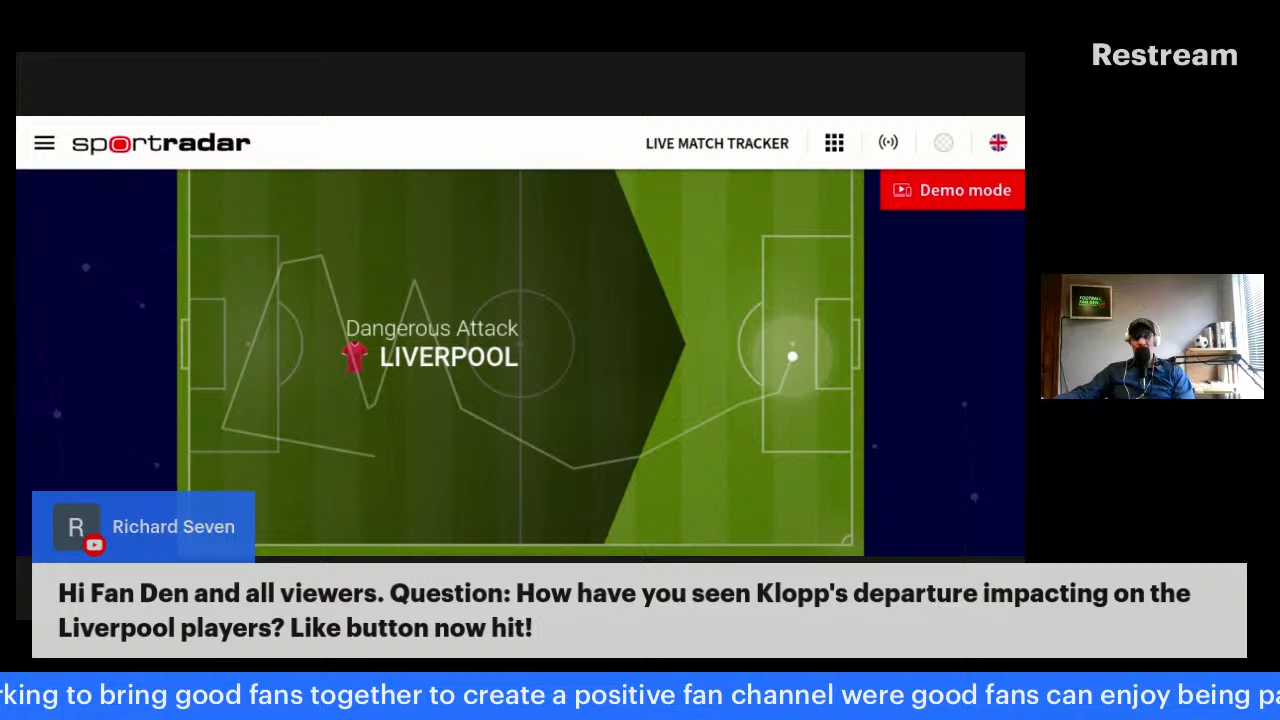 Restream
sportradar
LIVE MATCH TRACKER
Demo mode
Dangerous Attack
LIVERPOOL
FOOTBALL
R
Richard Seven
Hi Fan Den and all viewers. Question: How have you seen Klopp's departure impacting on the
Liverpool players? Like button now hit!
rking to bring good fans together to create a positive fan channel were good fans can enjoy being pa